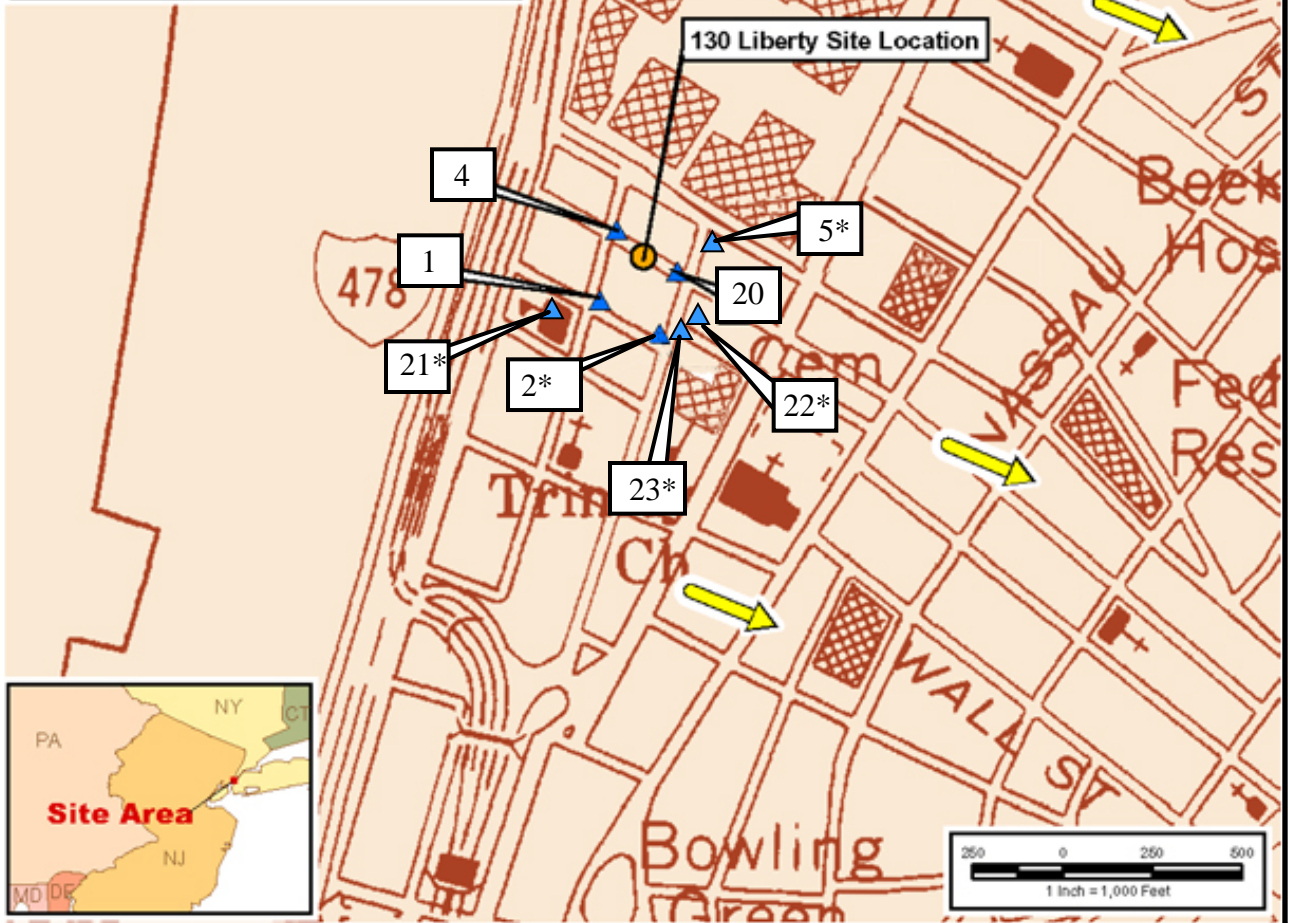 130 Liberty Site Location
ST
4
5*
Beek
Hos
1
478
20
NASSAU
21*
2*
Cem
22*
Fed
Res
23*
Trin y
Ch
WALL ST
NY
CT
PA
Site Area
NJ
MD
DE
Bowling
Green
250 0 250 500
1 Inch = 1,000 Feet